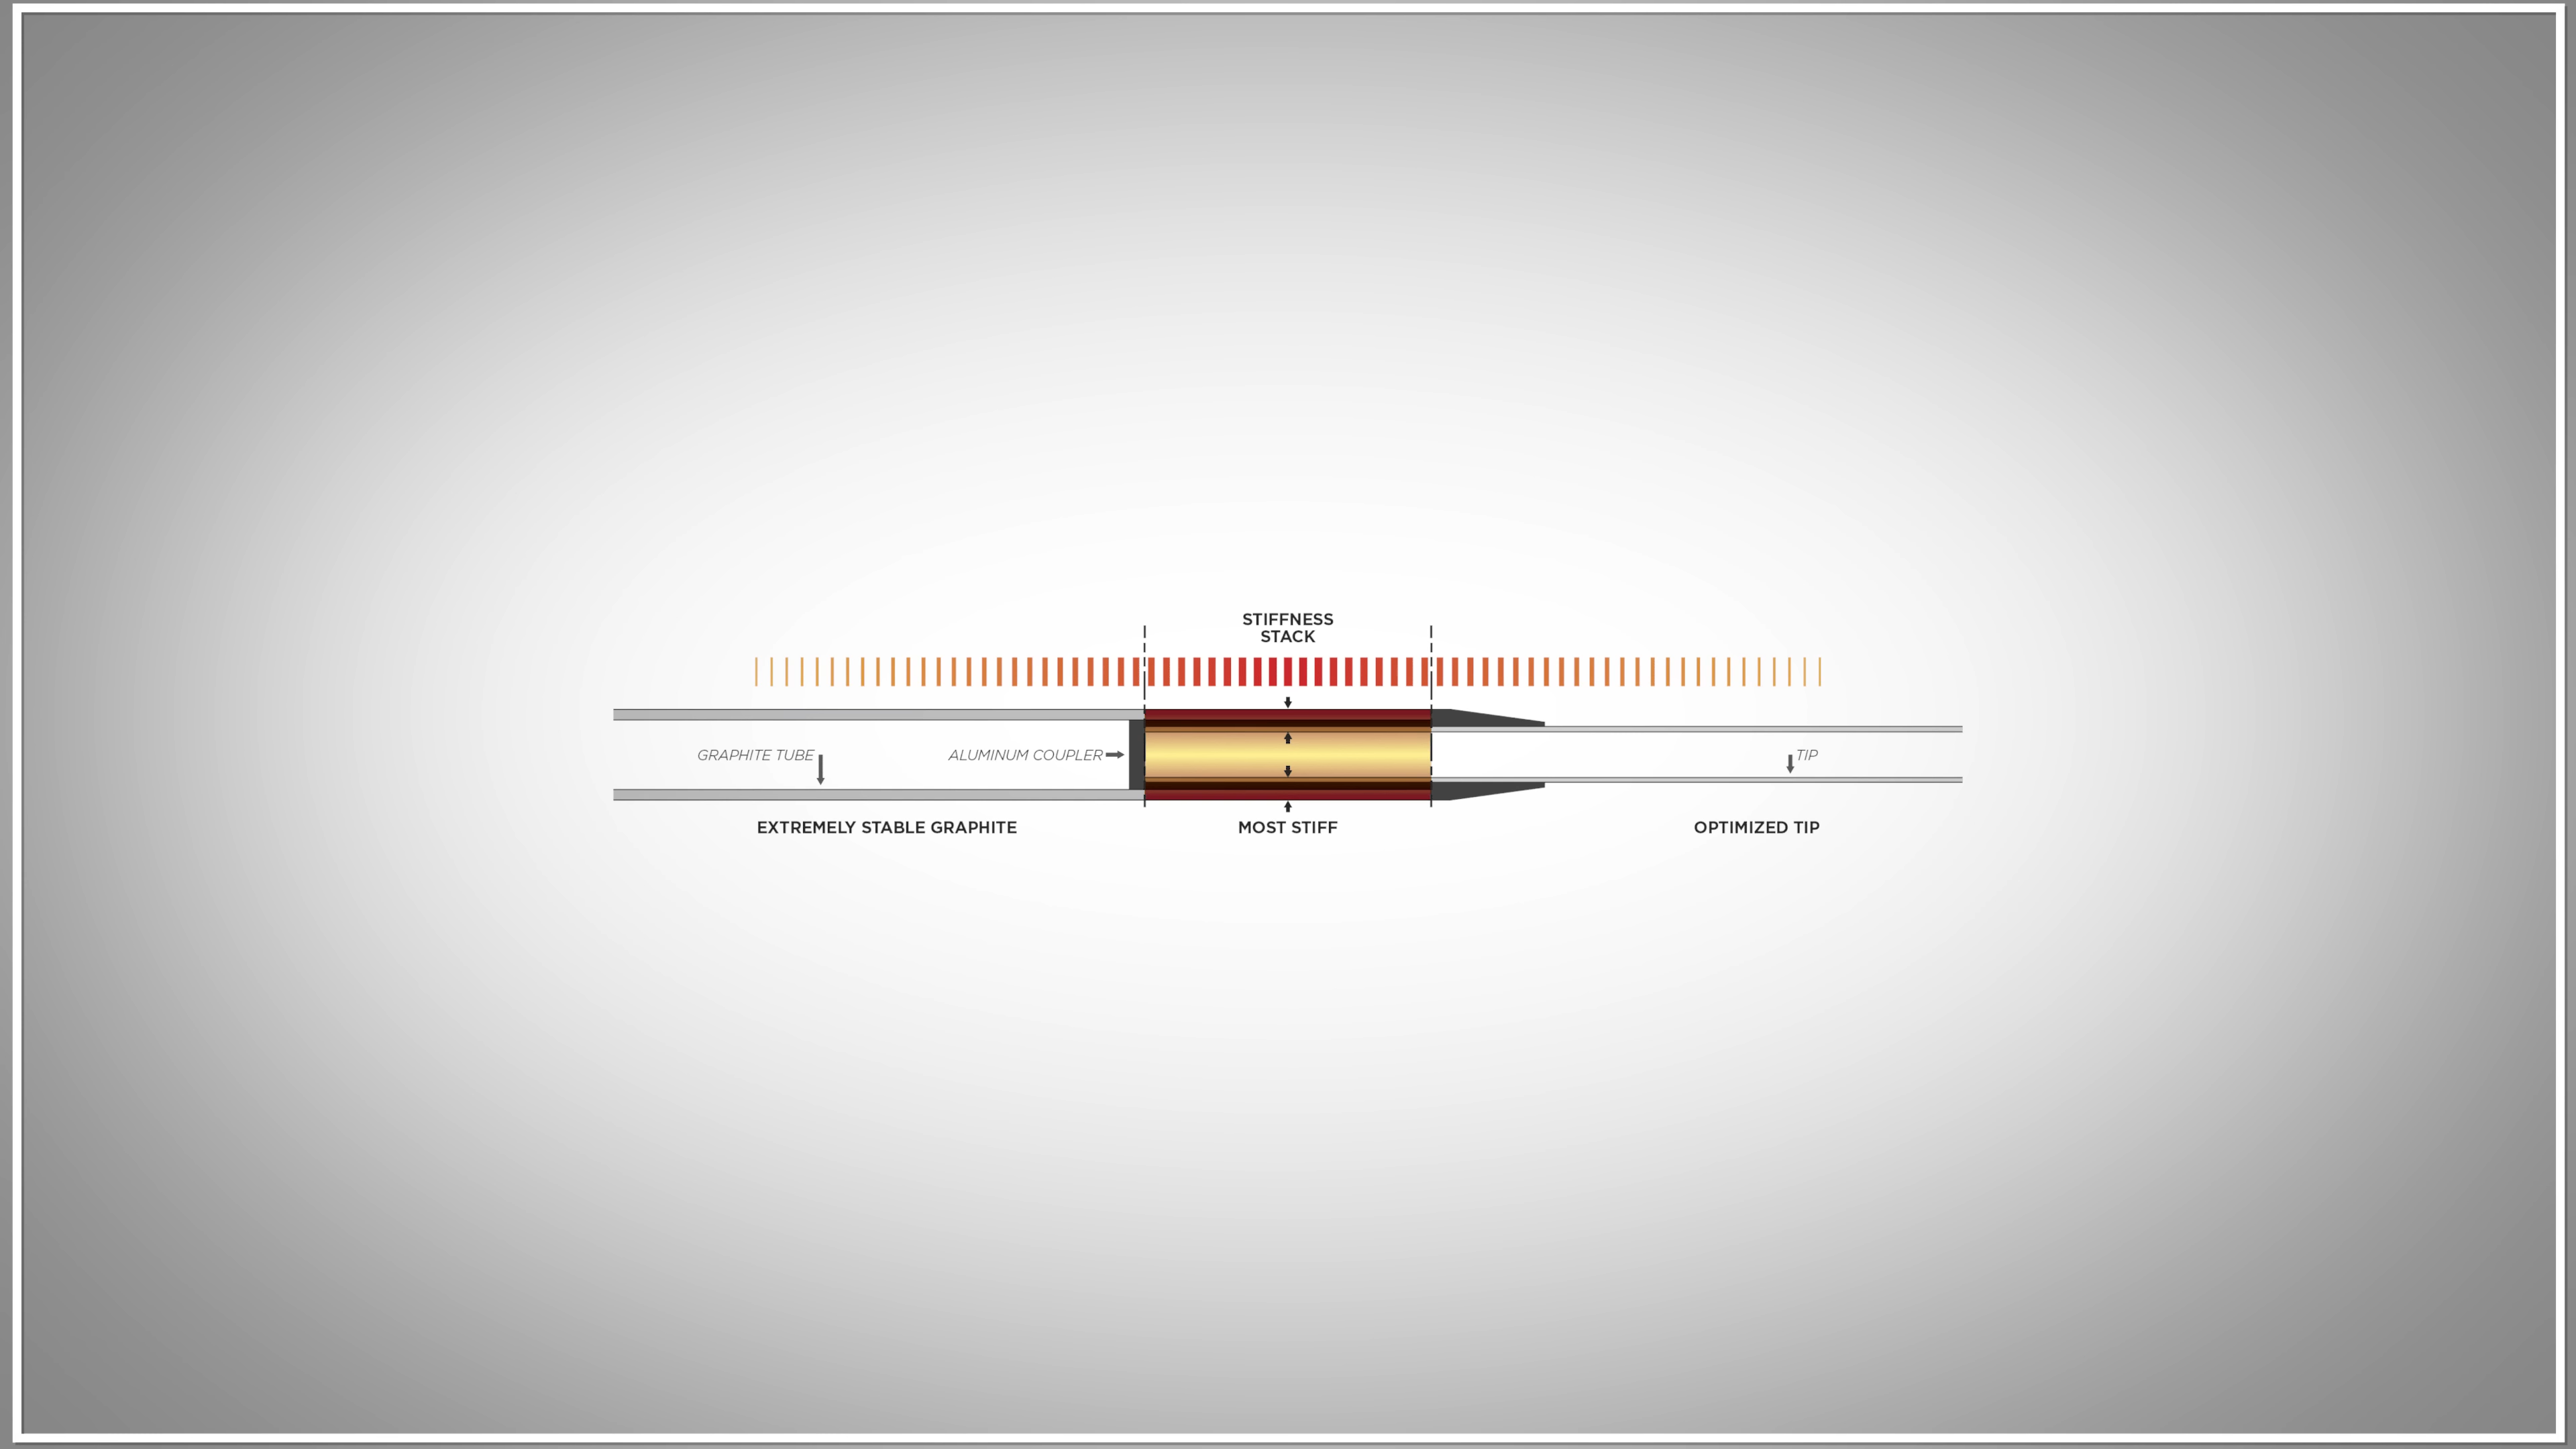 STIFFNESS
STACK
GRAPHITE TUBE
ALUMINUM COUPLER
TIP
EXTREMELY STABLE GRAPHITE
MOST STIFF
OPTIMIZED TIP